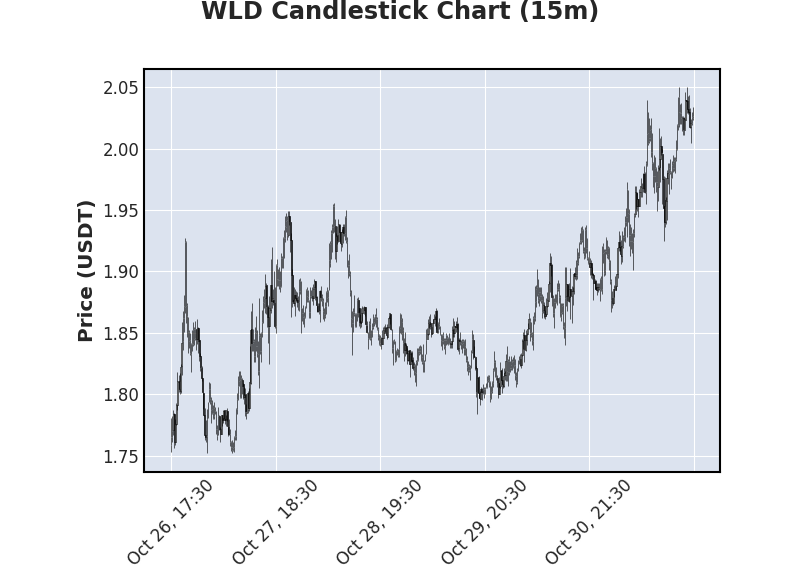 WLD Candlestick Chart (15m)
Price (USDT)
2.05
2.00
1.95
1.90
1.85
1.80
1.75
Oct 26, 17:30
Oct 27, 18:30
Oct 28, 19:30
Oct 29, 20:30
Oct 30, 21:30